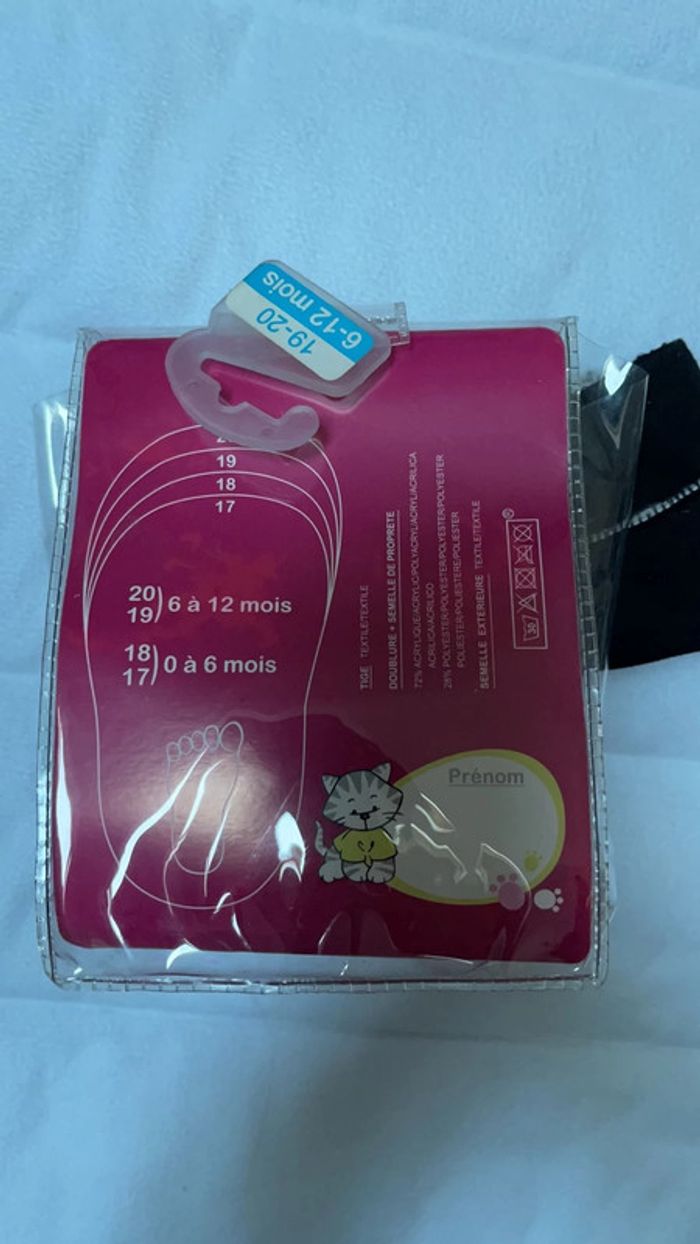 19-20
6-12 mois
19
18
17
20
19) 6 à 12 mois
18
17) 0 à 6 mois
TIGE TEXTILE/TEXTILE
DOUBLURE + SEMELLE DE PROPRETE
72% ACRYLIQUE/ACRYLIC/POLYACRYL/ACRYL/ACRILICA
ACRILICA/ACRILICO
28% POLYESTER/POLYESTER/POLYESTER/POLYESTER
POLIESTER/POLIESTERE/POLIESTER
SEMELLE EXTERIEURE TEXTILE/TEXTILE
30
®
Prénom